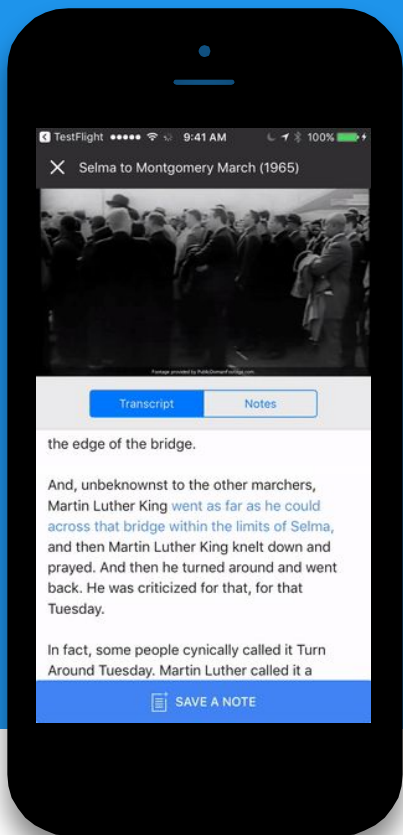 TestFlight 9:41 AM 100%
Selma to Montgomery March (1965)
Footage provided by PublicDomainFootage.com
Transcript Notes
the edge of the bridge.
And, unbeknownst to the other marchers,
Martin Luther King went as far as he could
across that bridge within the limits of Selma,
and then Martin Luther King knelt down and
prayed. And then he turned around and went
back. He was criticized for that, for that
Tuesday.
In fact, some people cynically called it Turn
Around Tuesday. Martin Luther called it a
SAVE A NOTE